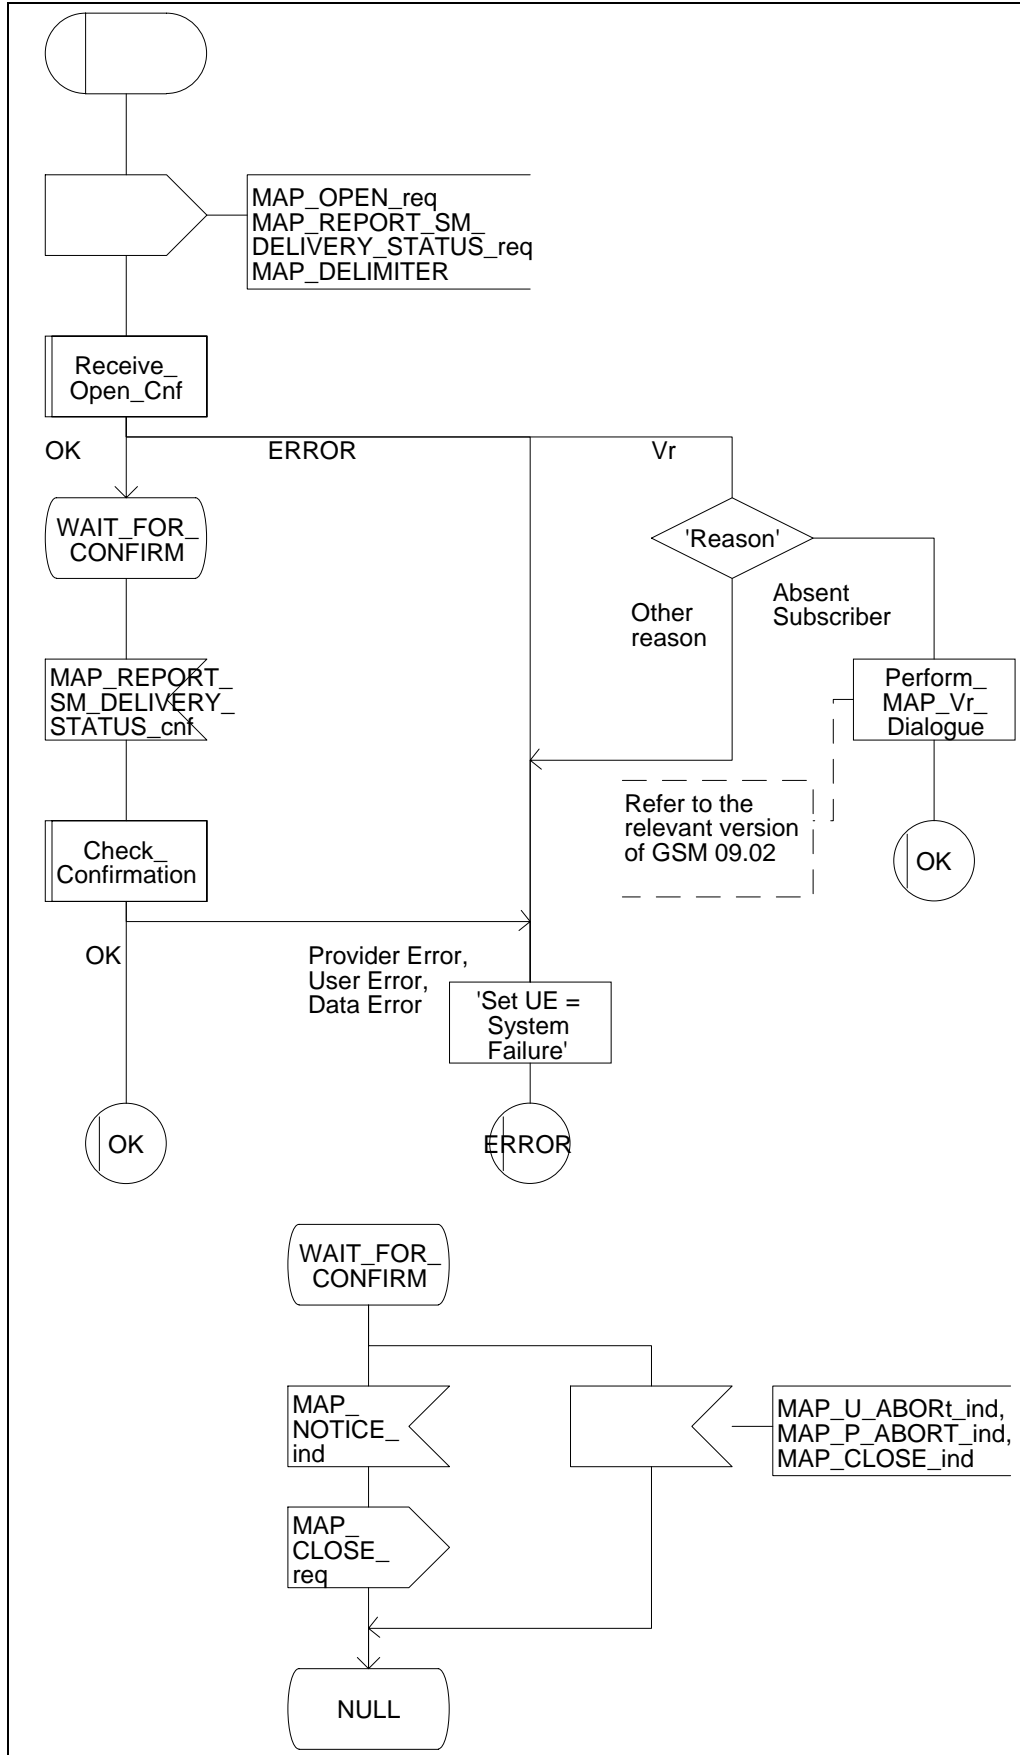 MAP_OPEN_req
MAP_REPORT_SM_
DELIVERY_STATUS_req
MAP_DELIMITER
Receive_
Open_Cnf
OK
ERROR
Vr
WAIT_FOR_
CONFIRM
'Reason'
Other
reason
Absent
Subscriber
MAP_REPORT_
SM_DELIVERY_
STATUS_cnf
Perform_
MAP_Vr_
Dialogue
Refer to the
relevant version
of GSM 09.02
OK
Check_
Confirmation
OK
Provider Error,
User Error,
Data Error
'Set UE =
System
Failure'
OK
ERROR
WAIT_FOR_
CONFIRM
MAP_
NOTICE_
ind
MAP_U_ABORt_ind,
MAP_P_ABORT_ind,
MAP_CLOSE_ind
MAP_
CLOSE_
req
NULL